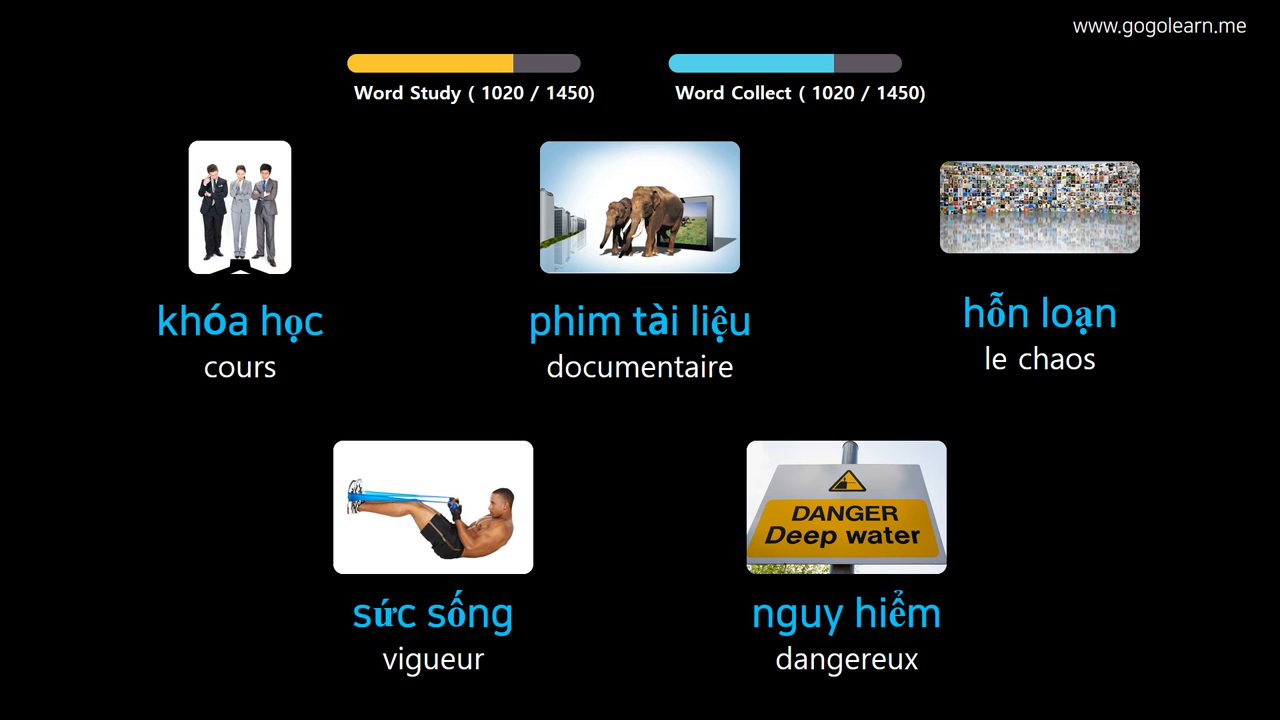 www.gogolearn.me
Word Study ( 1020 / 1450)
Word Collect ( 1020 / 1450)
khóa học
cours
phim tài liệu
documentaire
hỗn loạn
le chaos
DANGER
Deep water
sức sống
vigueur
nguy hiểm
dangereux